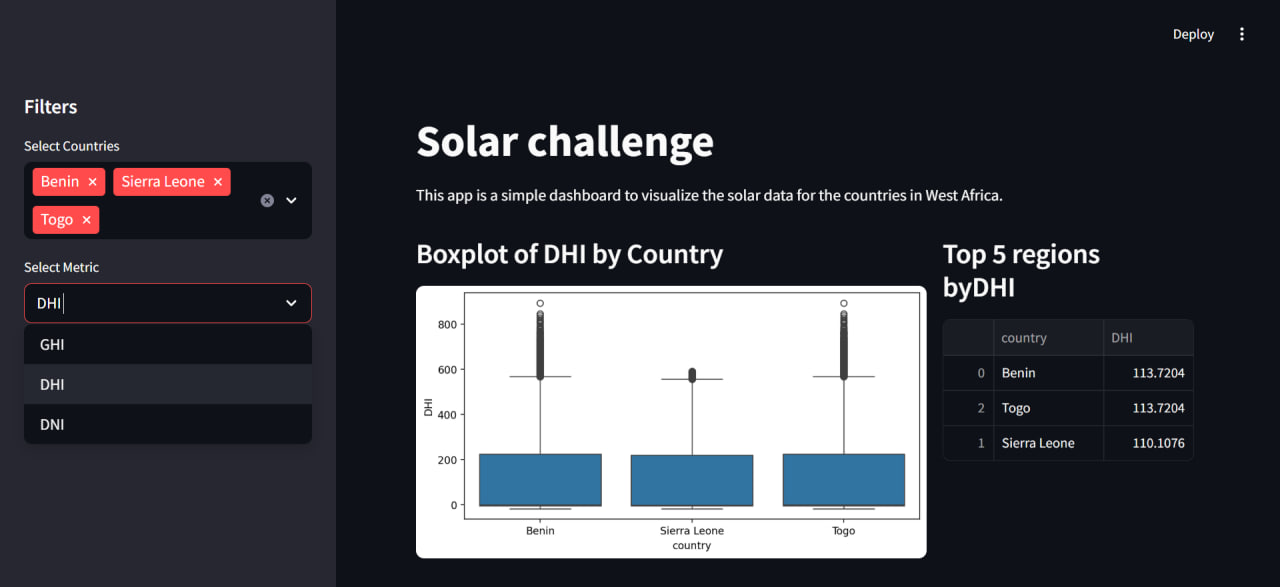 Deploy
Filters
Select Countries
Benin
Sierra Leone
Togo
Select Metric
DHI
GHI
DHI
DNI
Solar challenge
This app is a simple dashboard to visualize the solar data for the countries in West Africa.
Boxplot of DHI by Country
800
600
400
200
0
DHI
Benin Sierra Leone Togo
country
Top 5 regions
byDHI
country DHI
0 Benin 113.7204
2 Togo 113.7204
1 Sierra Leone 110.1076